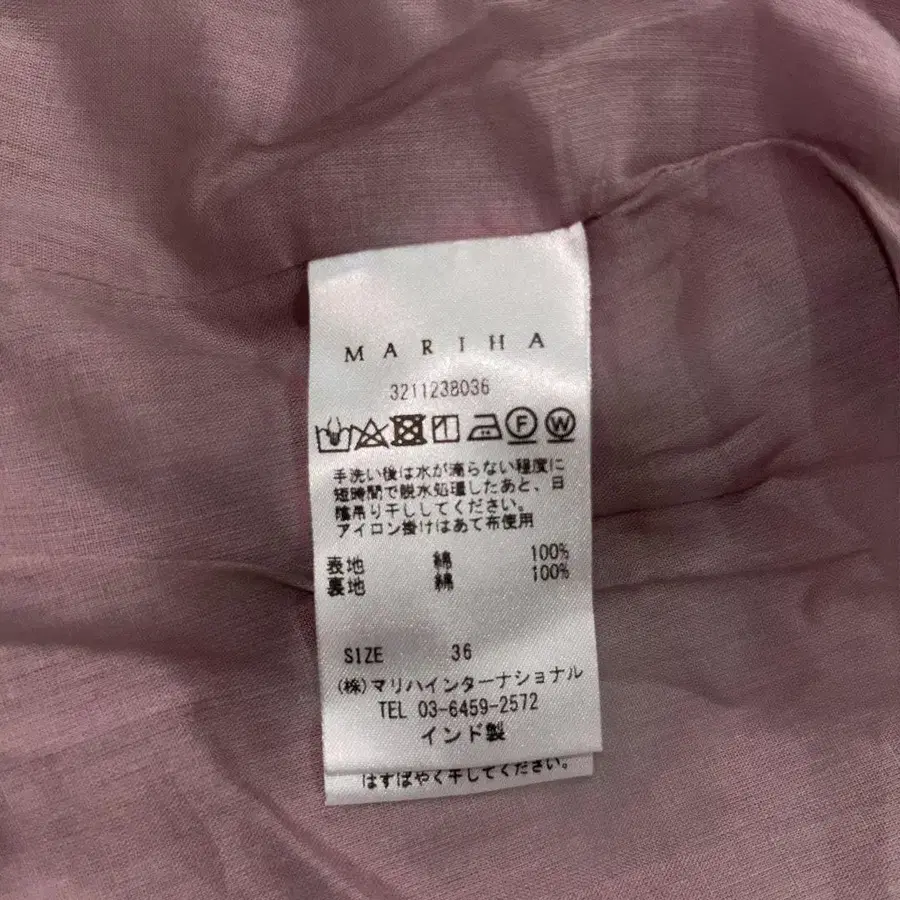 MARIHA
3211238036
F W
手洗い後は水が滴らない程度に
短時間で脱水処理したあと、日
陰吊り干ししてください。
アイロン掛けはあて布使用
表地 綿 100%
裏地 綿 100%
SIZE 36
(株)マリハインターナショナル
TEL 03-6459-2572
インド製
はすばやく干してください。